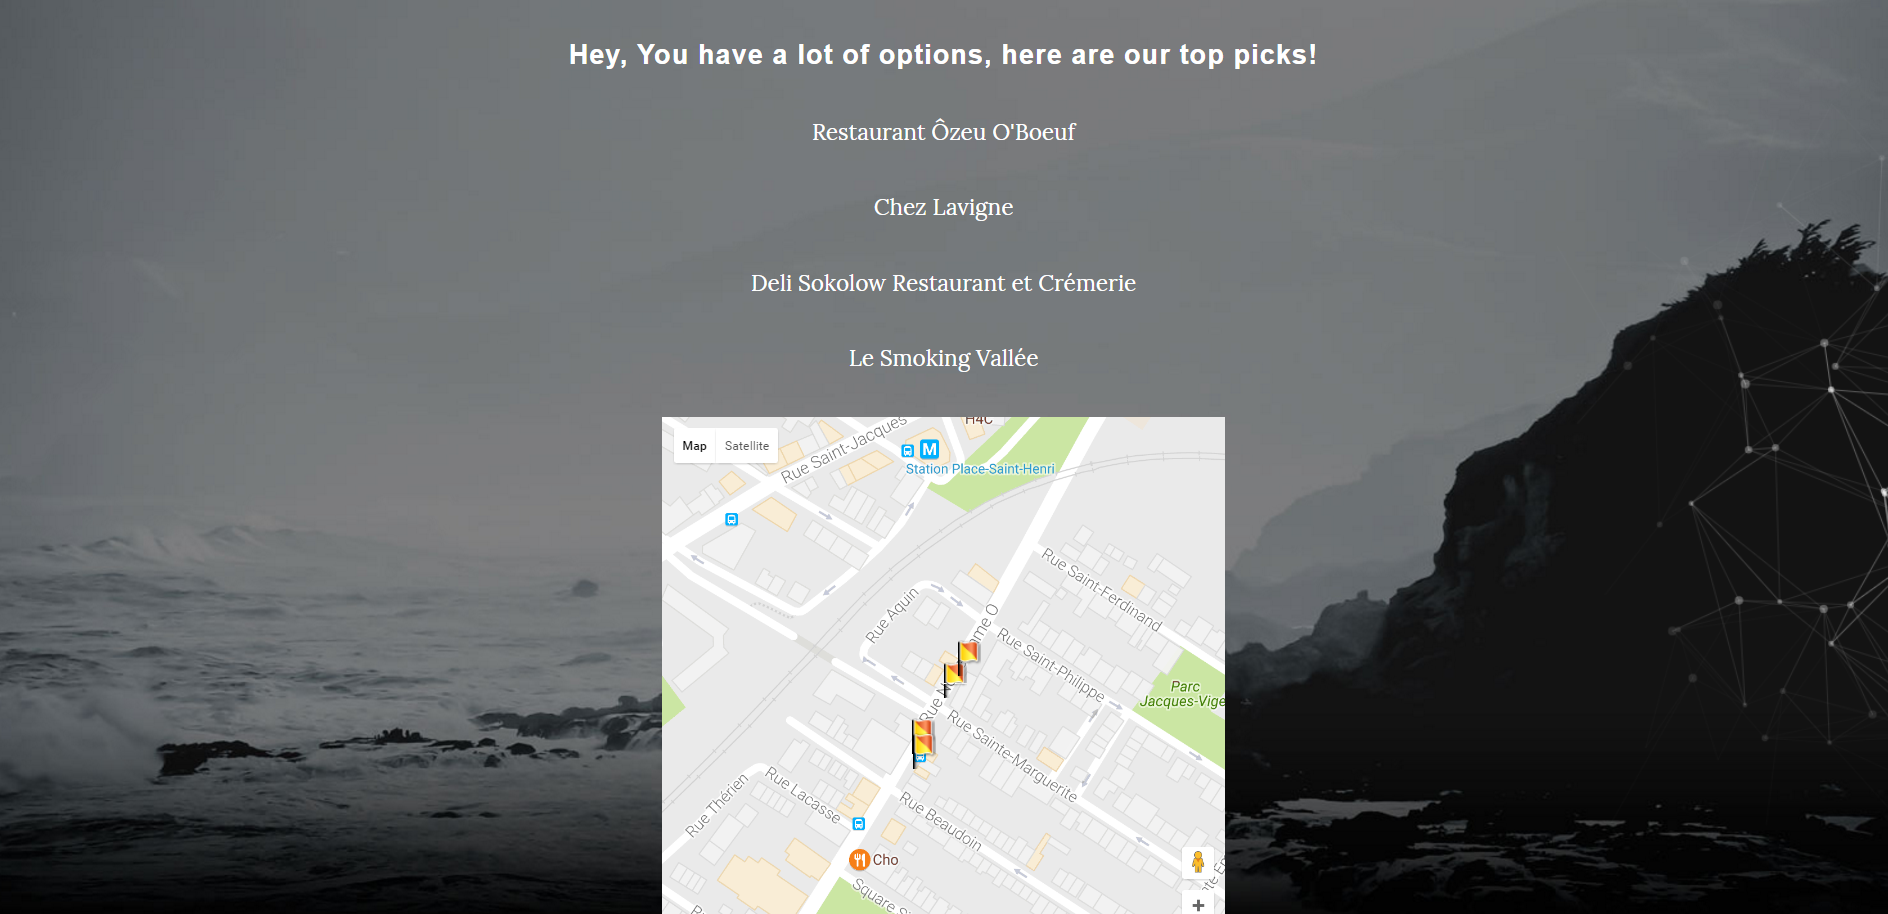 Hey, You have a lot of options, here are our top picks!
Restaurant Ôzeu O'Boeuf
Chez Lavigne
Deli Sokolow Restaurant et Crémerie
Le Smoking Vallée
H4C
Map Satellite
Rue Saint-Jacques
M
Station Place-Saint-Henri
Rue Saint-Ferdinand
Rue Aquin
Rue Saint-Philippe
Parc
Jacques-Vige
Rue
Rue Sainte-Marguerite
Rue Thérien
Rue Lacasse
Rue Beaudoin
Cho
Square
+